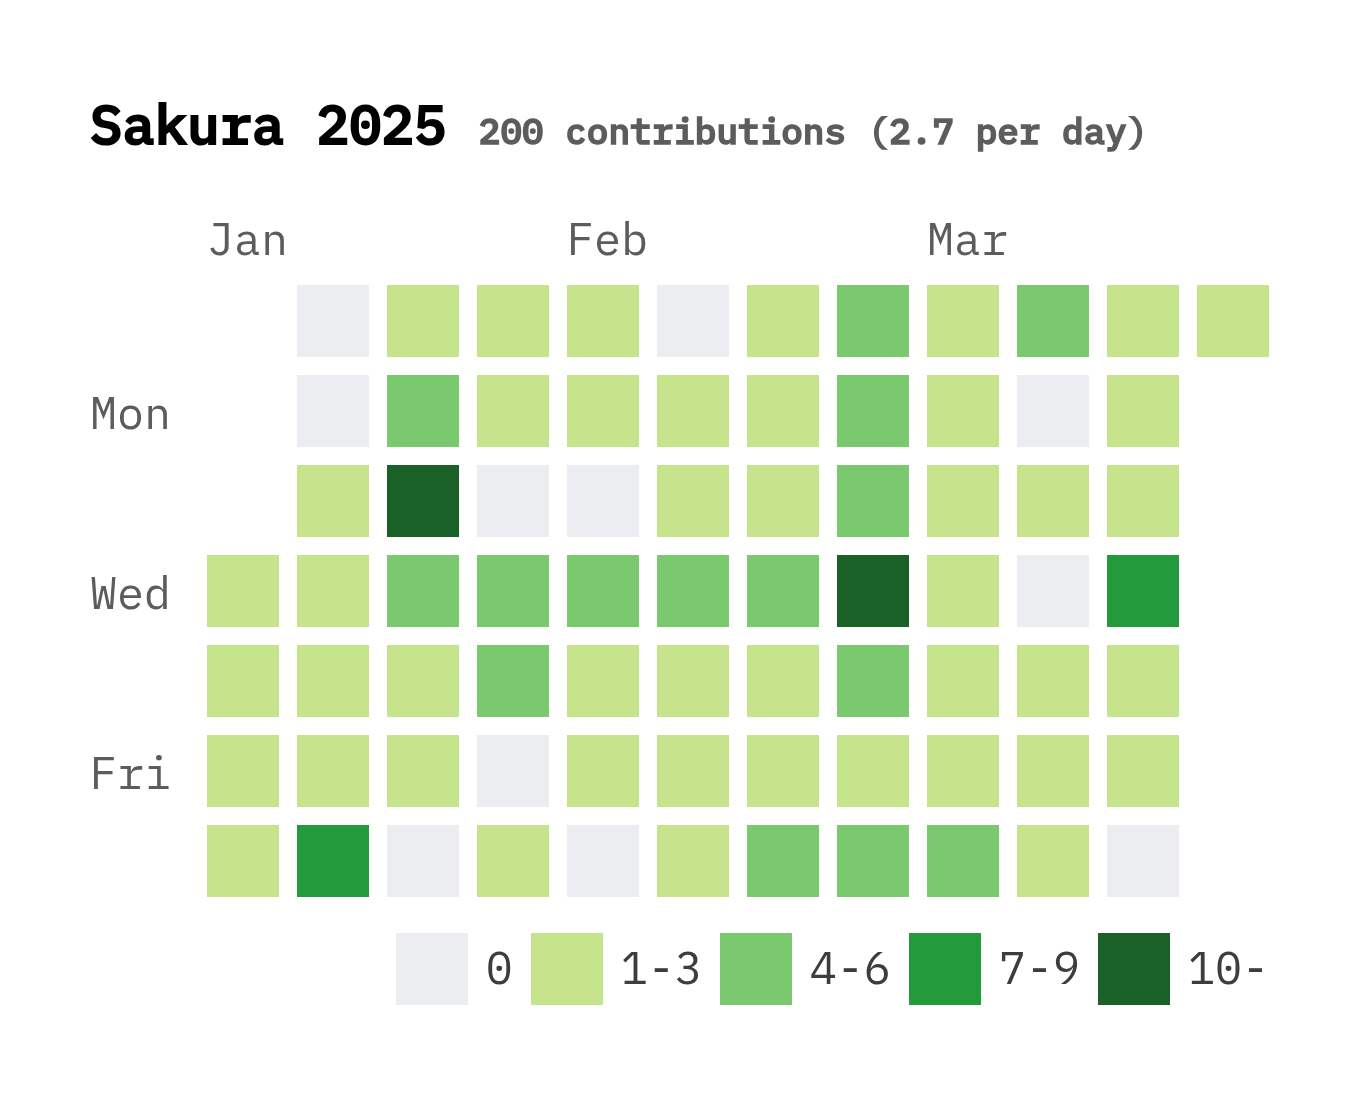 Sakura 2025 200 contributions (2.7 per day)
Jan Feb Mar
Mon
Wed
Fri
0 1-3 4-6 7-9 10-